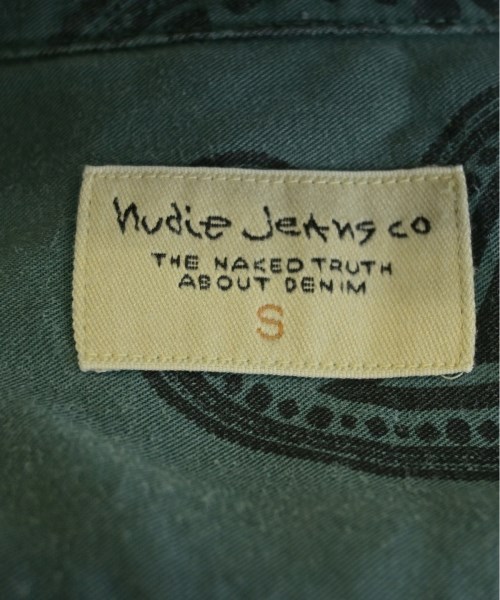 Nudie Jeans co
THE NAKED TRUTH
ABOUT DENIM
S